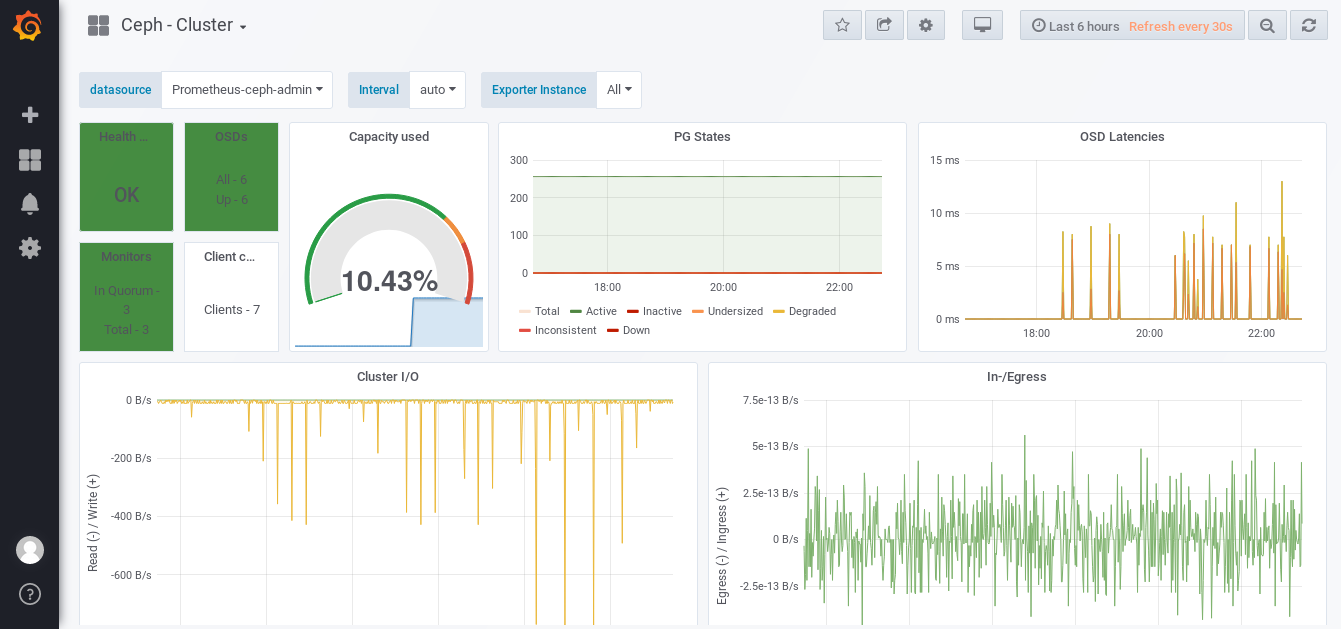 Ceph - Cluster
Last 6 hours Refresh every 30s
datasource Prometheus-ceph-admin Interval auto Exporter Instance All
Health ...
OK
OSDs
All - 6
Up - 6
Monitors
In Quorum -
3
Total - 3
Client c...
Clients - 7
Capacity used
10.43%
PG States
300
200
100
0
18:00 20:00 22:00
Total Active Inactive Undersized Degraded
Inconsistent Down
OSD Latencies
15 ms
10 ms
5 ms
0 ms
18:00 20:00 22:00
Cluster I/O
Read (-) / Write (+)
0 B/s
-200 B/s
-400 B/s
-600 B/s
In-/Egress
Egress (-) / Ingress (+)
7.5e-13 B/s
5e-13 B/s
2.5e-13 B/s
0 B/s
-2.5e-13 B/s